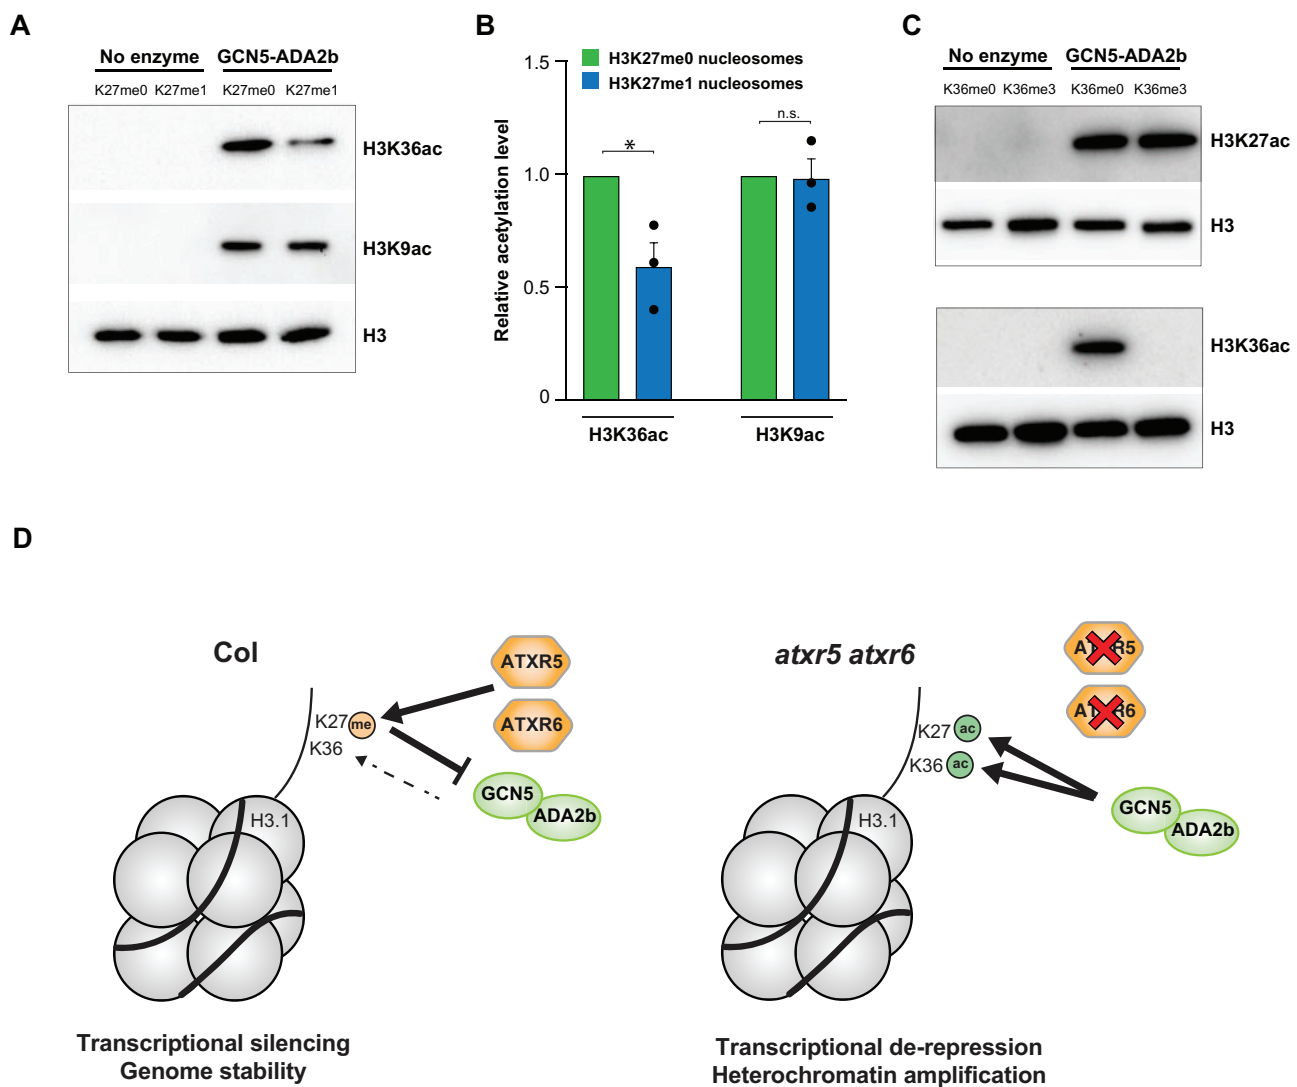 A
No enzyme
GCN5-ADA2b
K27me0 K27me1 K27me0 K27me1
H3K36ac
H3K9ac
H3
B
H3K27me0 nucleosomes
H3K27me1 nucleosomes
Relative acetylation level
1.5
1.0
0.5
0
*
n.s.
H3K36ac
H3K9ac
C
No enzyme
GCN5-ADA2b
K36me0 K36me3 K36me0 K36me3
H3K27ac
H3
H3K36ac
H3
D
Col
ATXR5
ATXR6
K27 me
K36
GCN5
ADA2b
H3.1
Transcriptional silencing
Genome stability
atxr5 atxr6
ATXR5
ATXR6
K27 ac
K36 ac
GCN5
ADA2b
H3.1
Transcriptional de-repression
Heterochromatin amplification